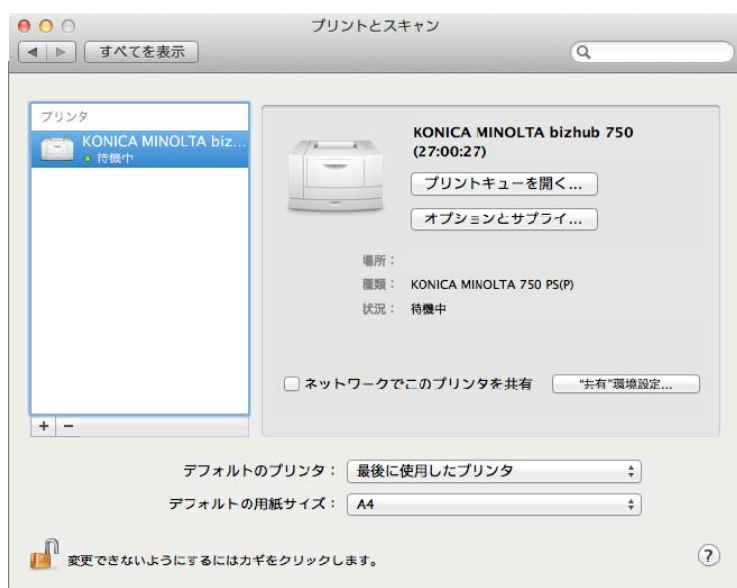 プリントとスキャン
すべてを表示
プリンタ
KONICA MINOLTA biz...
待機中
KONICA MINOLTA bizhub 750
(27:00:27)
プリントキューを開く...
オプションとサプライ...
場所：
種類： KONICA MINOLTA 750 PS(P)
状況： 待機中
ネットワークでこのプリンタを共有 "共有"環境設定...
+ −
デフォルトのプリンタ： 最後に使用したプリンタ
デフォルトの用紙サイズ： A4
変更できないようにするにはカギをクリックします。 ?